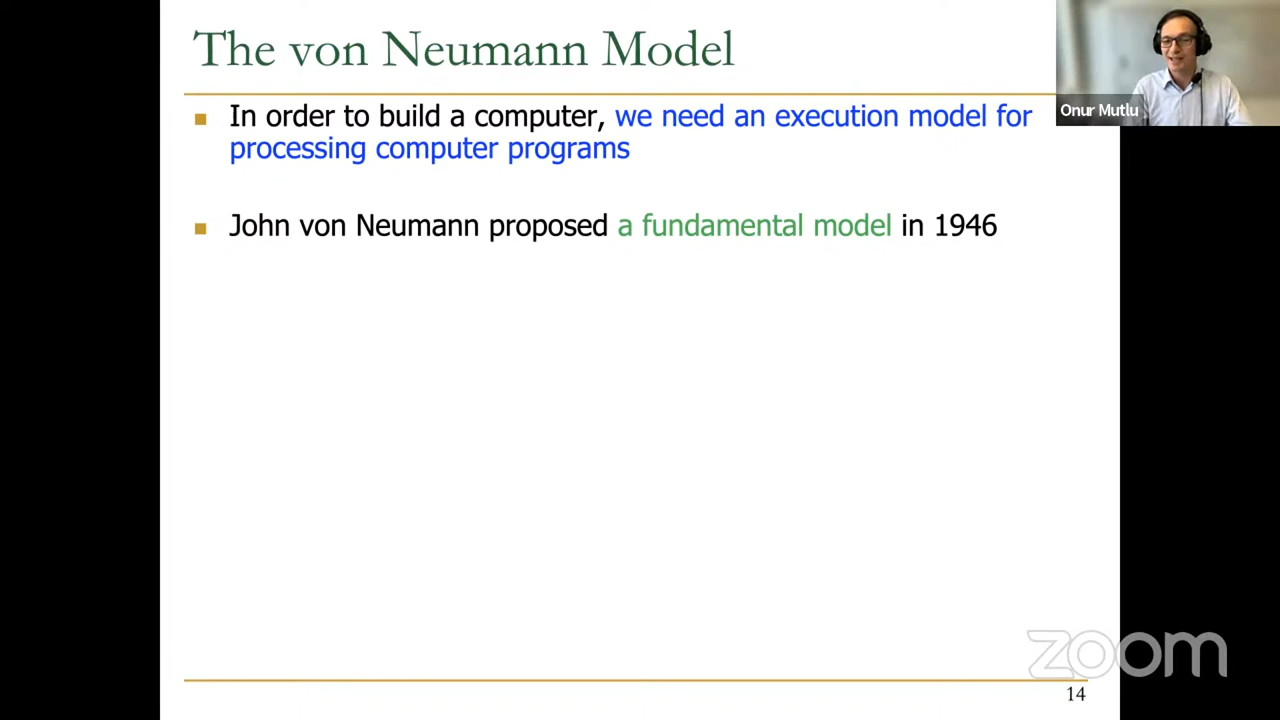 The von Neumann Model
Onur Mutlu
In order to build a computer, we need an execution model for
processing computer programs
John von Neumann proposed a fundamental model in 1946
zoom
14